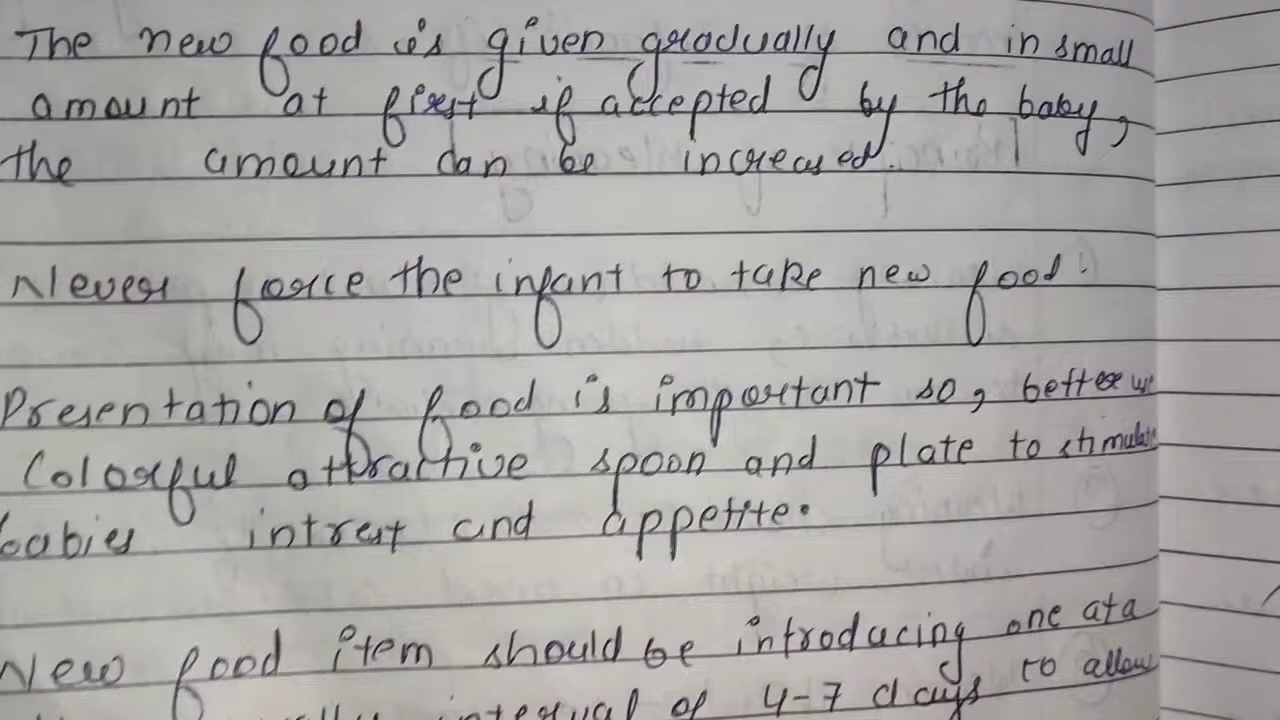 The new food is given gradually and in small
amount at first if accepted by the baby,
the amount can be increased.
Never force the infant to take new food.
Presentation of food is important so, better
Colorful attractive spoon and plate to stimulate
babies intrest and appetite.
New food item should be introducing one at a
interval of 4-7 days to allow